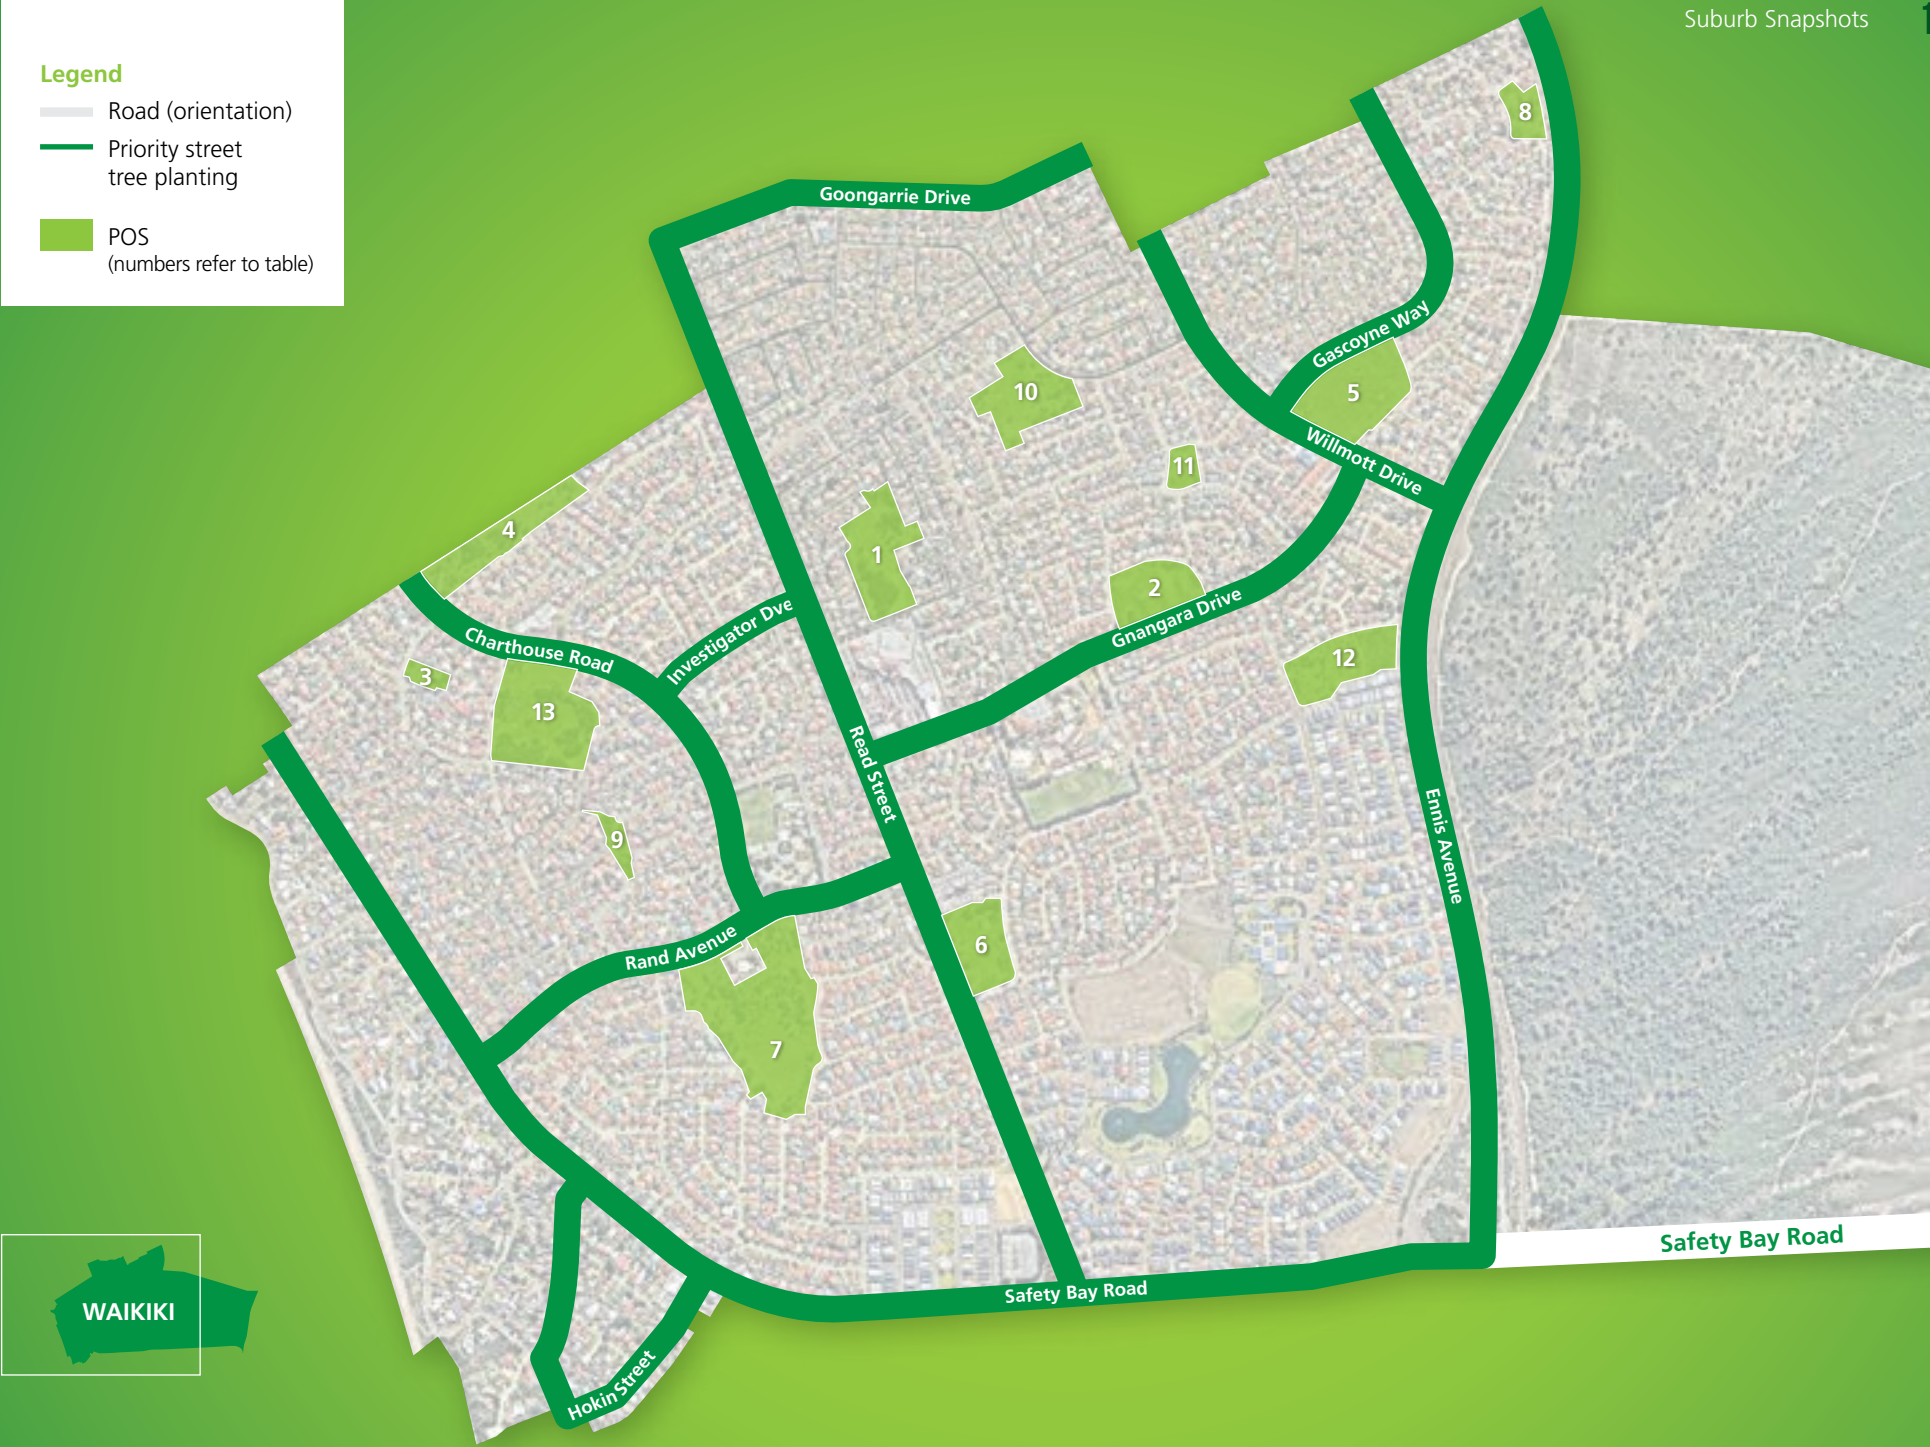 Suburb Snapshots
Legend
Road (orientation)
Priority street
tree planting
POS
(numbers refer to table)
8
Goongarrie Drive
Gascoyne Way
10
5
Willmott Drive
11
4
1
2
Gnangara Drive
Investigator Dve
Charthouse Road
12
3
13
Read Street
9
Ennis Avenue
Rand Avenue
6
7
Safety Bay Road
Safety Bay Road
WAIKIKI
Hokin Street